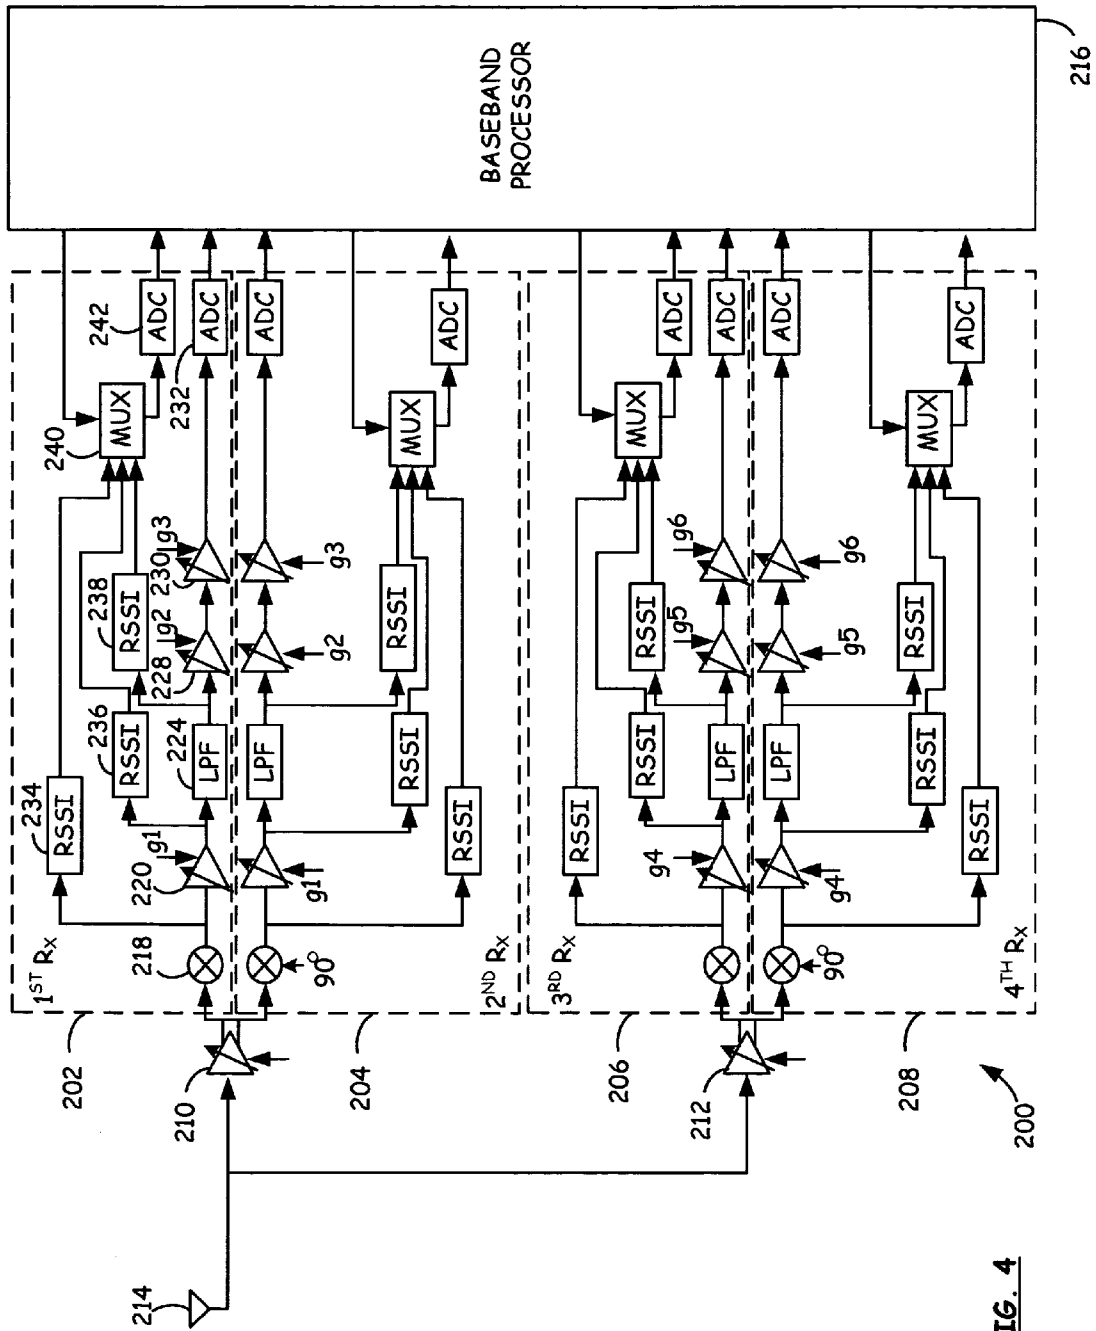 BASEBAND
PROCESSOR
216
242
ADC
232
ADC
ADC
ADC
ADC
ADC
ADC
ADC
240
MUX
MUX
MUX
MUX
g3
230
g3
g6
g6
238
RSSI
g2
228
g2
RSSI
RSSI
g5
g5
RSSI
236
RSSI
224
LPF
LPF
RSSI
RSSI
LPF
LPF
RSSI
234
RSSI
g1
220
g1
RSSI
RSSI
g4
g4
RSSI
1ST RX
218
90°
2ND RX
3RD RX
90°
4TH RX
202
210
204
206
212
208
200
214
IG. 4